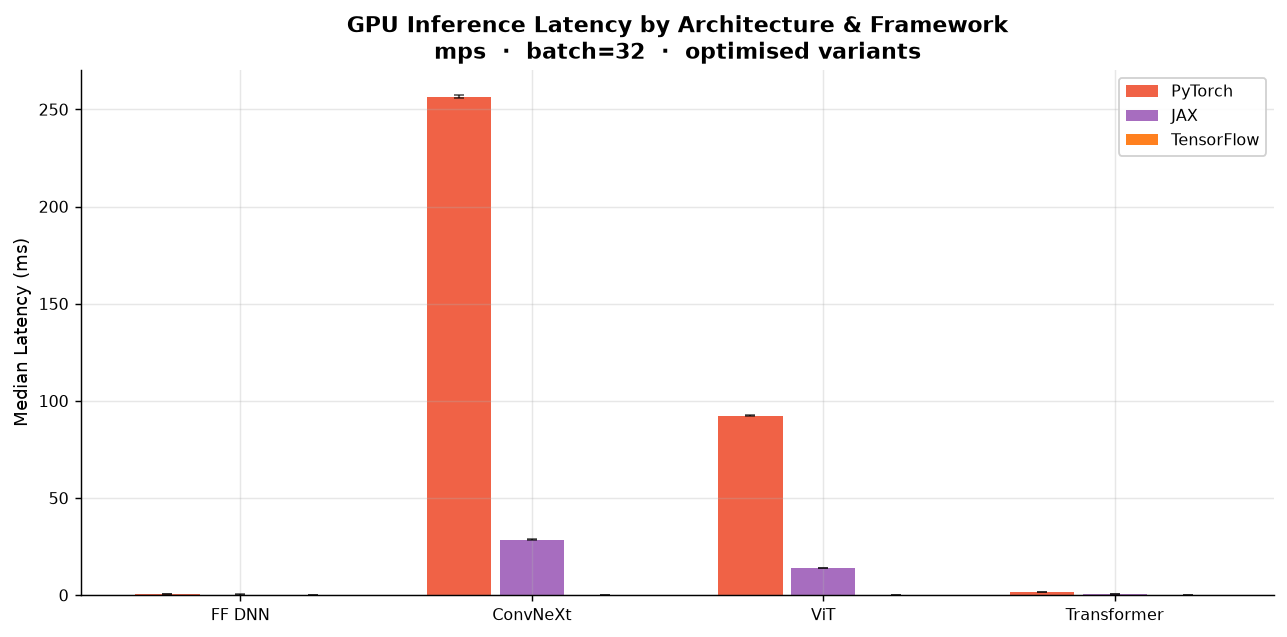 GPU Inference Latency by Architecture & Framework
mps · batch=32 · optimised variants
PyTorch
JAX
TensorFlow
Median Latency (ms)
250
200
150
100
50
0
FF DNN
ConvNeXt
ViT
Transformer